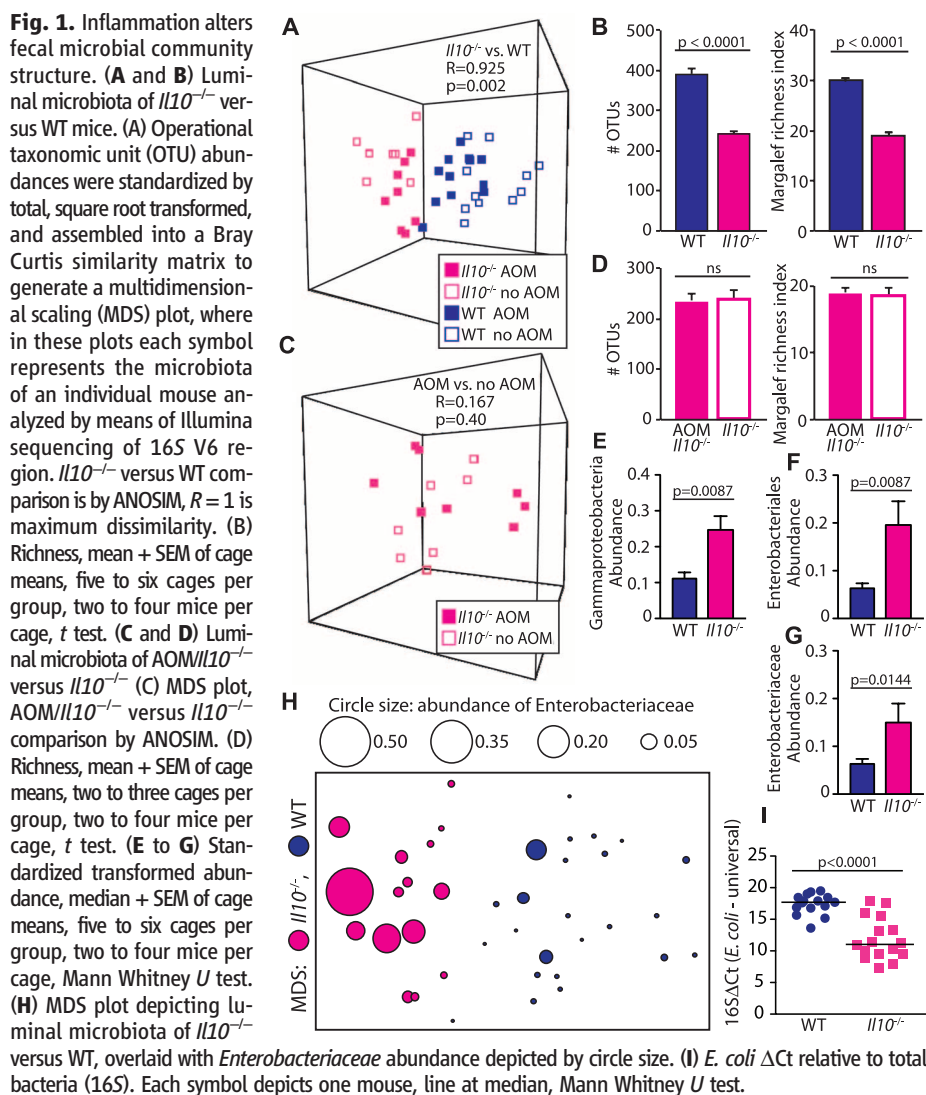 Fig. 1. Inflammation alters
fecal microbial community
structure. (A and B) Lumi-
nal microbiota of Il10−/− ver-
sus WT mice. (A) Operational
taxonomic unit (OTU) abun-
dances were standardized by
total, square root transformed,
and assembled into a Bray
Curtis similarity matrix to
generate a multidimension-
al scaling (MDS) plot, where
in these plots each symbol
represents the microbiota
of an individual mouse an-
alyzed by means of Illumina
sequencing of 16S V6 re-
gion. Il10−/− versus WT com-
parison is by ANOSIM, R = 1 is
maximum dissimilarity. (B)
Richness, mean + SEM of cage
means, five to six cages per
group, two to four mice per
cage, t test. (C and D) Lumi-
nal microbiota of AOM/Il10−/−
versus Il10−/− (C) MDS plot,
AOM/Il10−/− versus Il10−/−
comparison by ANOSIM. (D)
Richness, mean + SEM of cage
means, two to three cages per
group, two to four mice per
cage, t test. (E to G) Stan-
dardized transformed abun-
dance, median + SEM of cage
means, five to six cages per
group, two to four mice per
cage, Mann Whitney U test.
(H) MDS plot depicting lu-
minal microbiota of Il10−/−
versus WT, overlaid with Enterobacteriaceae abundance depicted by circle size. (I) E. coli ΔCt relative to total
bacteria (16S). Each symbol depicts one mouse, line at median, Mann Whitney U test.
A
Il10-/- vs. WT
R=0.925
p=0.002
Il10-/- AOM
Il10-/- no AOM
WT AOM
WT no AOM
B
# OTUs
500
400
300
200
100
0
p < 0.0001
WT Il10-/-
Margalef richness index
40
30
20
10
0
p < 0.0001
WT Il10-/-
C
AOM vs. no AOM
R=0.167
p=0.40
Il10-/- AOM
Il10-/- no AOM
D
# OTUs
300
200
100
0
ns
AOM Il10-/-
Il10-/-
Margalef richness index
20
10
0
ns
AOM Il10-/-
Il10-/-
E
Gammaproteobacteria
Abundance
0.4
0.3
0.2
0.1
0
p=0.0087
WT Il10-/-
F
Enterobacteriales
Abundance
0.3
0.2
0.1
0
p=0.0087
WT Il10-/-
G
Enterobacteriaceae
Abundance
0.3
0.2
0.1
0
p=0.0144
WT Il10-/-
H
Circle size: abundance of Enterobacteriaceae
0.50 0.35 0.20 0.05
MDS: Il10-/-, WT
I
16SΔCt (E. coli - universal)
25
20
15
10
5
0
p<0.0001
WT Il10-/-